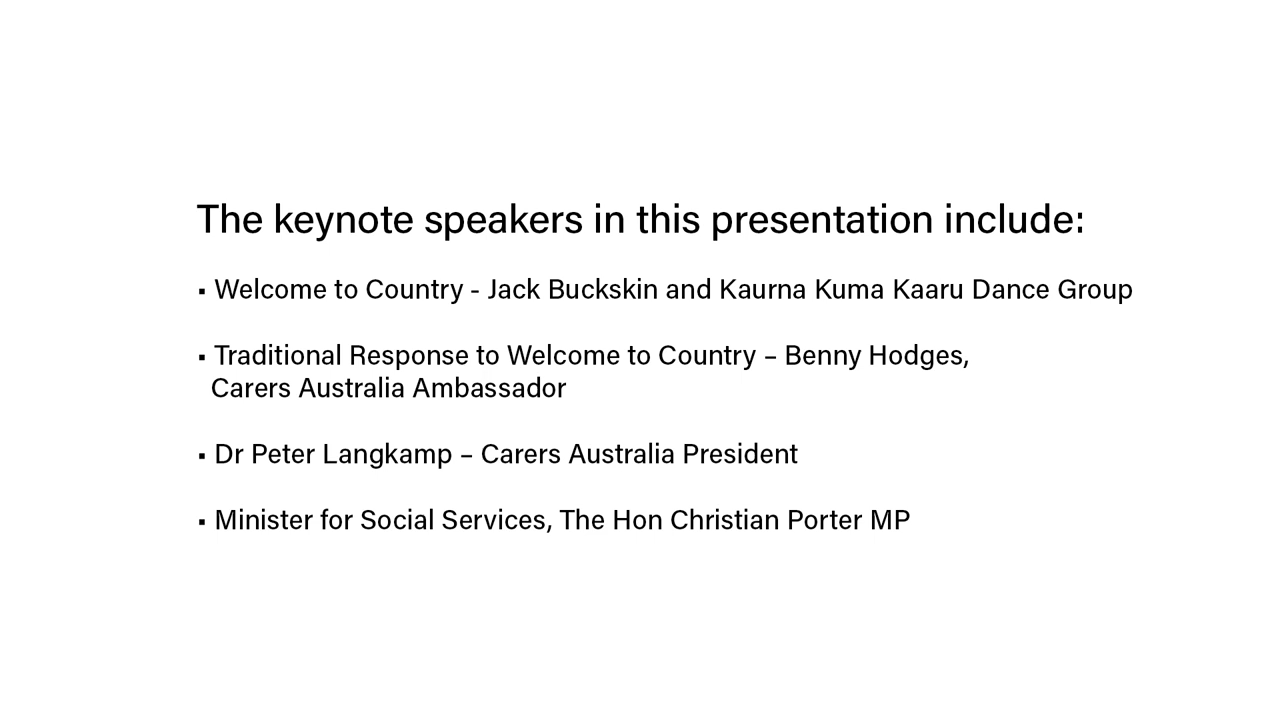 The keynote speakers in this presentation include:
▪ Welcome to Country - Jack Buckskin and Kaurna Kuma Kaaru Dance Group
▪ Traditional Response to Welcome to Country – Benny Hodges,
Carers Australia Ambassador
▪ Dr Peter Langkamp – Carers Australia President
▪ Minister for Social Services, The Hon Christian Porter MP